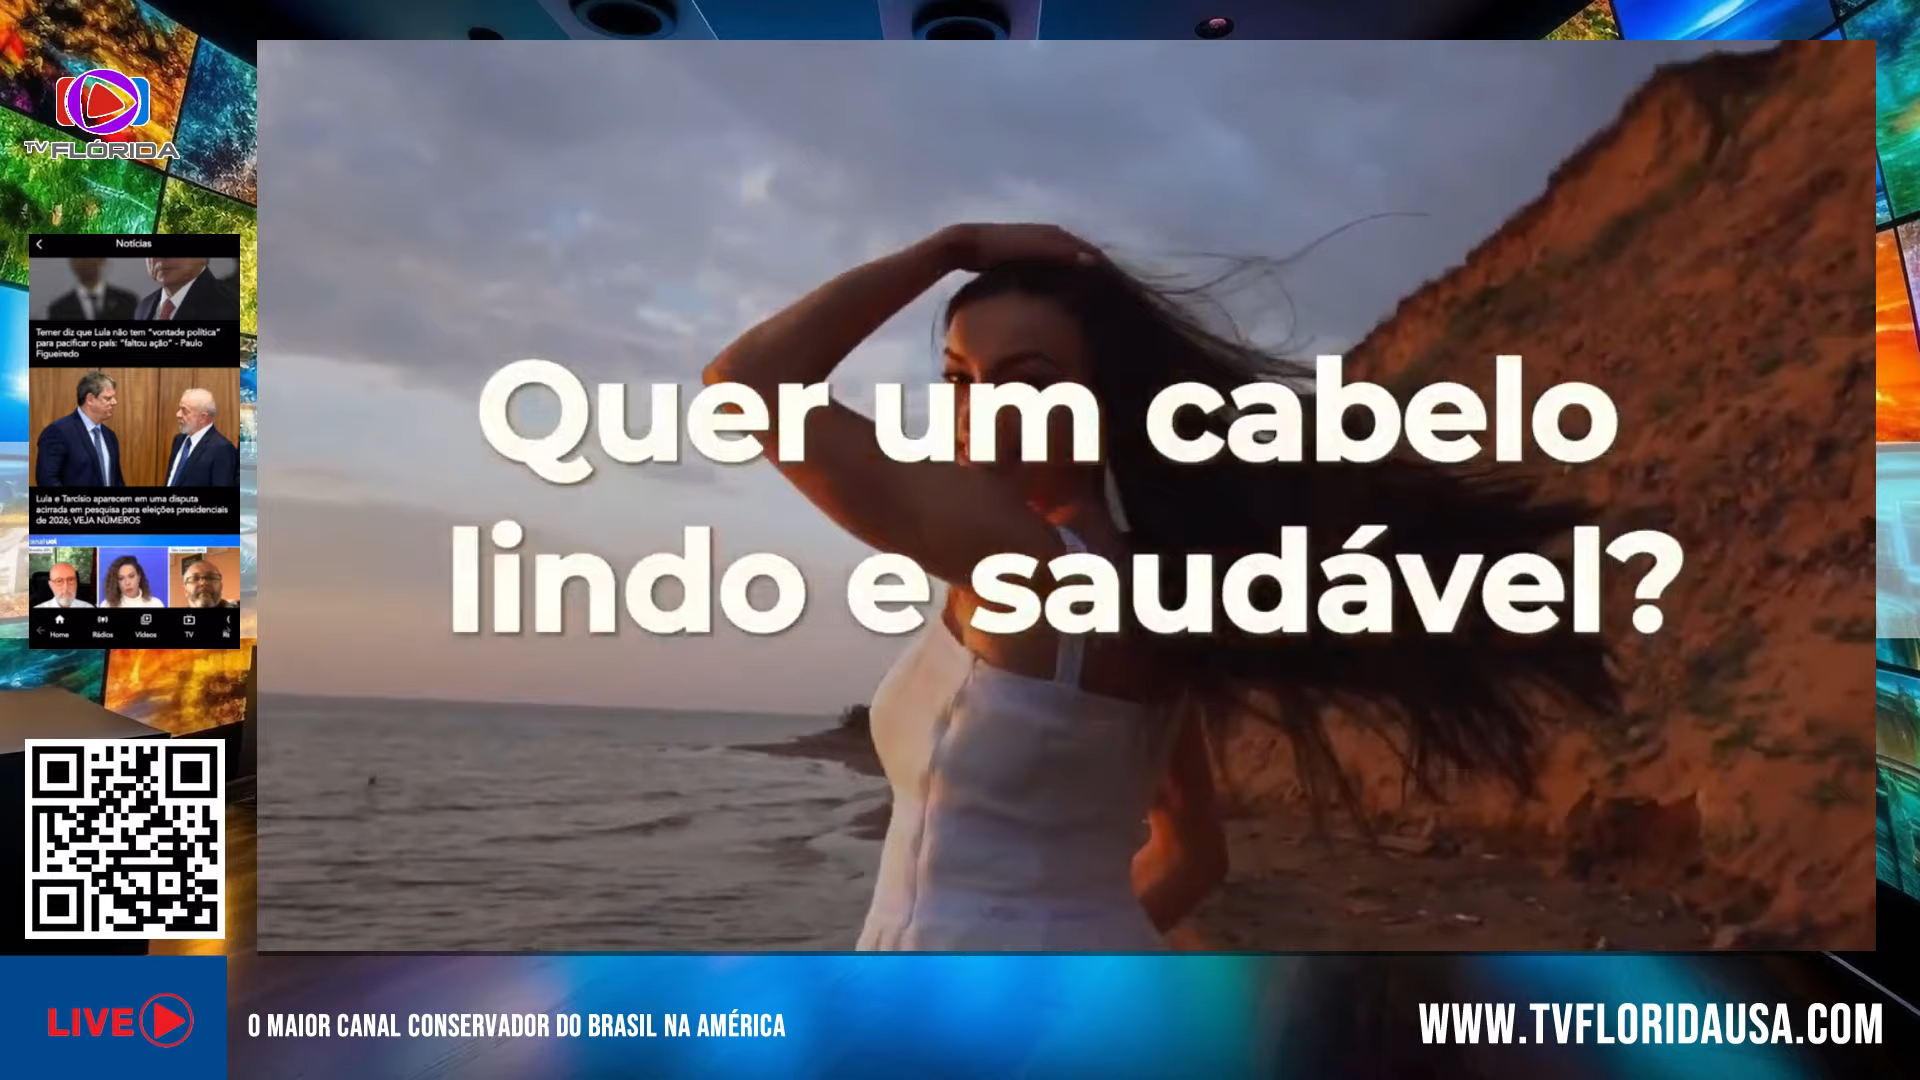 TV FLÓRIDA
Notícias
Temer diz que Lula não tem "vontade política"
para pacificar o país: "faltou ação" - Paulo
Figueiredo
Lula e Tarcísio aparecem em uma disputa
acirrada em pesquisa para eleições presidenciais
de 2026; VEJA NÚMEROS
canal uol
Home
Rádios
Vídeos
TV
Quer um cabelo
lindo e saudável?
LIVE
O MAIOR CANAL CONSERVADOR DO BRASIL NA AMÉRICA
WWW.TVFLORIDAUSA.COM